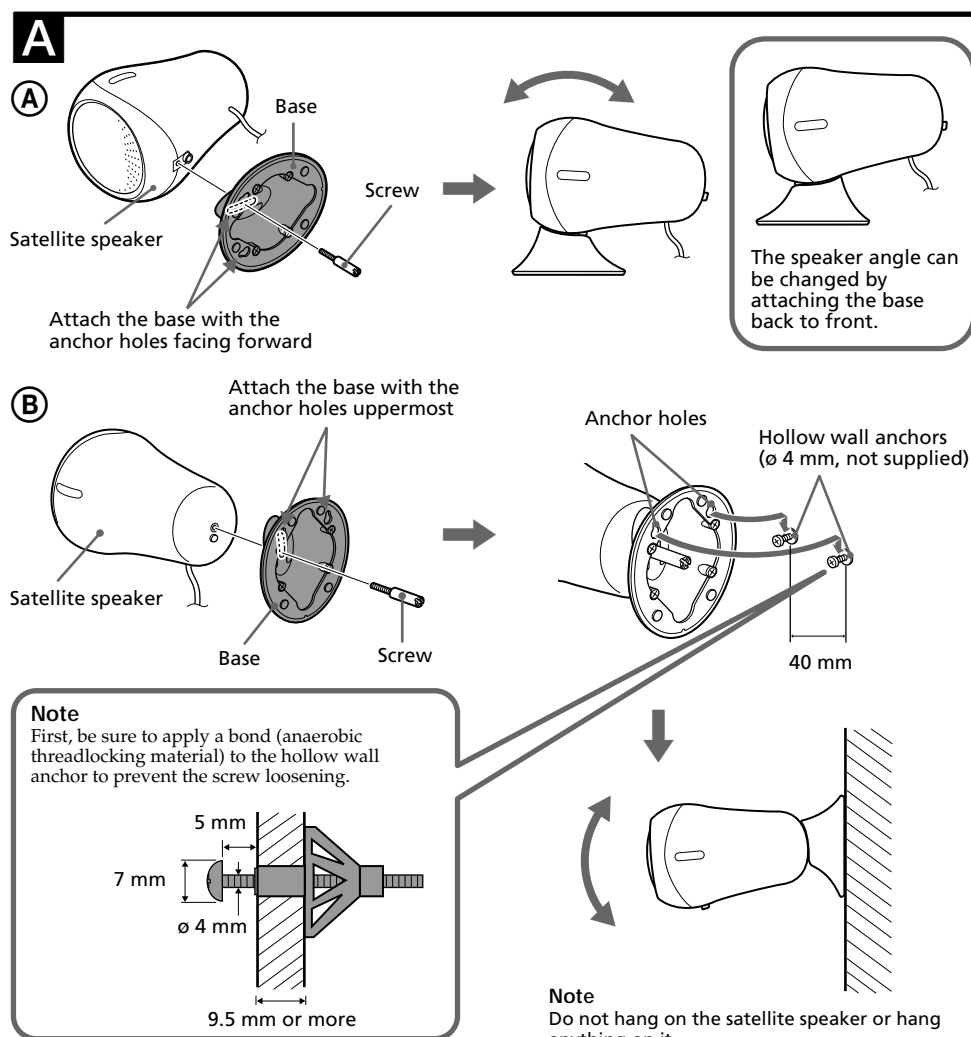 A
A
Base
Screw
Satellite speaker
Attach the base with the
anchor holes facing forward
The speaker angle can
be changed by
attaching the base
back to front.
B
Attach the base with the
anchor holes uppermost
Satellite speaker
Base
Screw
Anchor holes
Hollow wall anchors
(ø 4 mm, not supplied)
40 mm
Note
First, be sure to apply a bond (anaerobic
threadlocking material) to the hollow wall
anchor to prevent the screw loosening.
5 mm
7 mm
ø 4 mm
9.5 mm or more
Note
Do not hang on the satellite speaker or hang
anything on it.